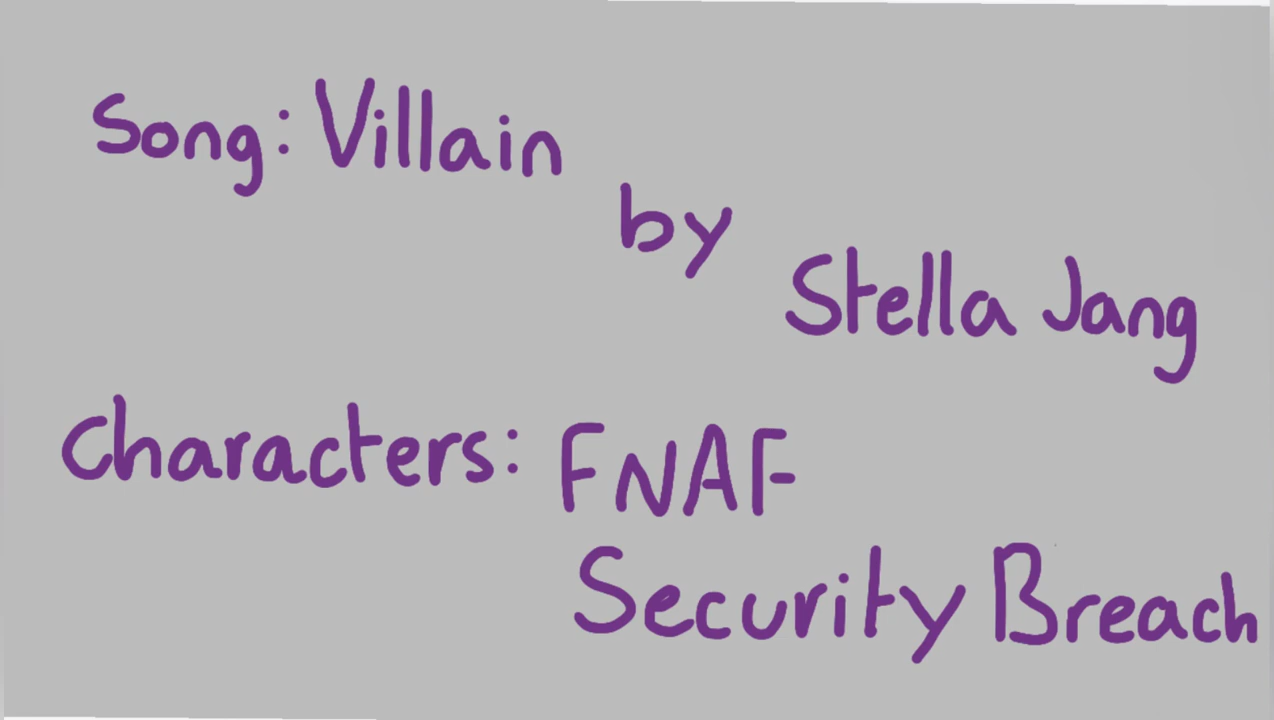 Song: Villain
by
Stella Jang
Characters: FNAF
Security Breach